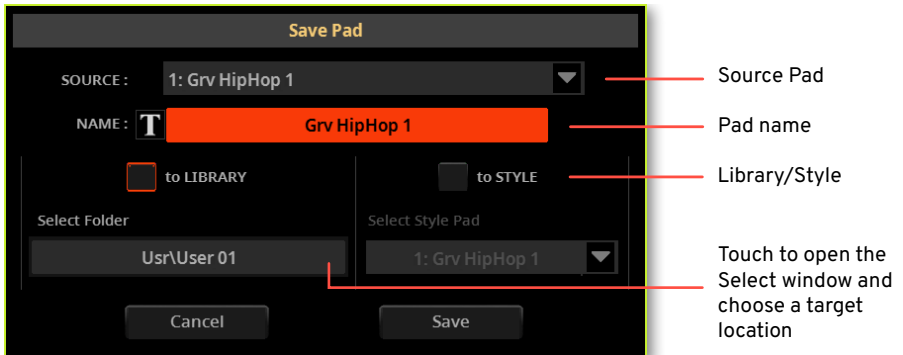 Save Pad
SOURCE :
1: Grv HipHop 1
Source Pad
NAME :
T
Grv HipHop 1
Pad name
to LIBRARY
to STYLE
Library/Style
Select Folder
Select Style Pad
Usr\User 01
1: Grv HipHop 1
Touch to open the
Select window and
choose a target
location
Cancel
Save